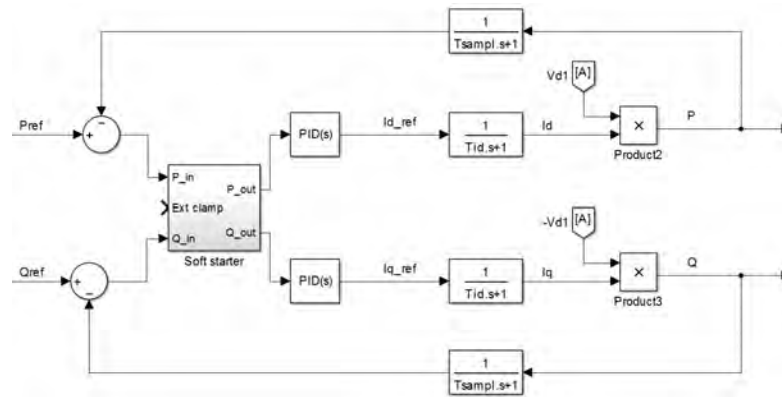 1
Tsampl.s+1
Vd1
[A]
−
Pref
+
PID(s)
Id_ref
1
Tid.s+1
Id
×
P
Product2
P_in
P_out
Ext clamp
Q_in
Q_out
Soft starter
-Vd1
[A]
Qref
+
−
PID(s)
Iq_ref
1
Tid.s+1
Iq
×
Q
Product3
1
Tsampl.s+1